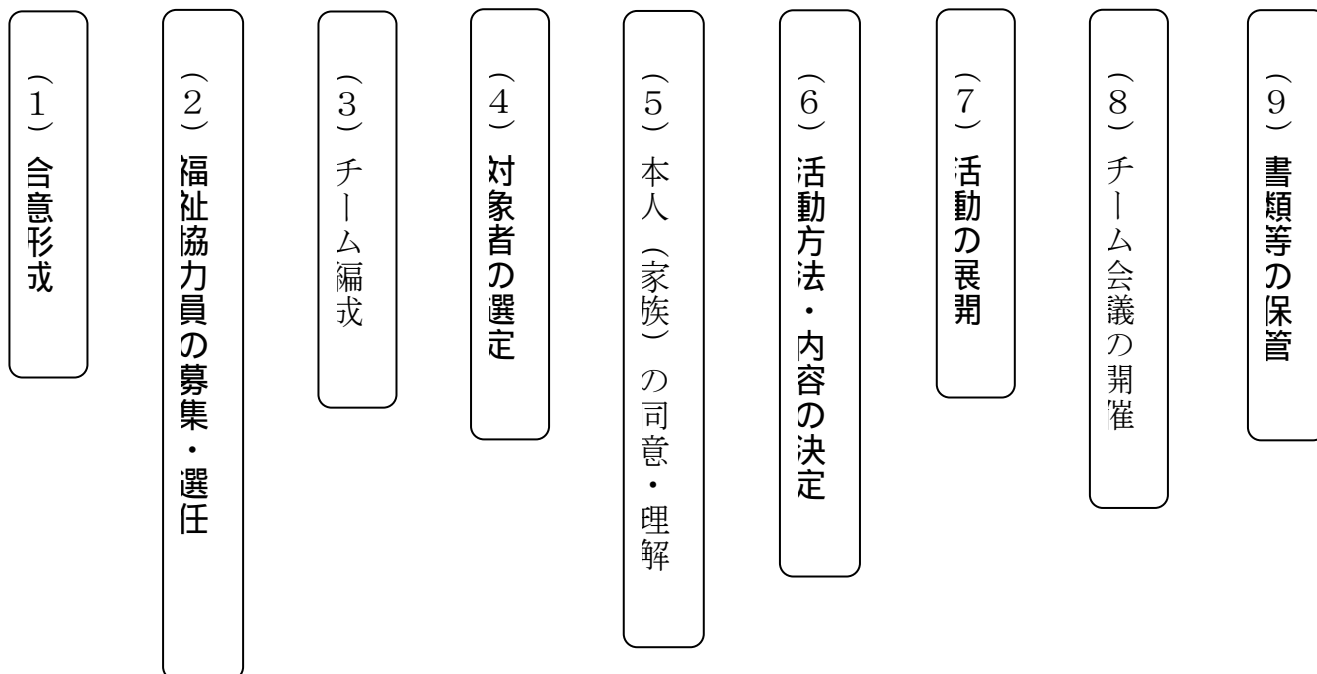 (1) 合意形成
(2) 福祉協力員の募集・選任
(3) チーム編成
(4) 対象者の選定
(5) 本人(家族)の同意・理解
(6) 活動方法・内容の決定
(7) 活動の展開
(8) チーム会議の開催
(9) 書類等の保管